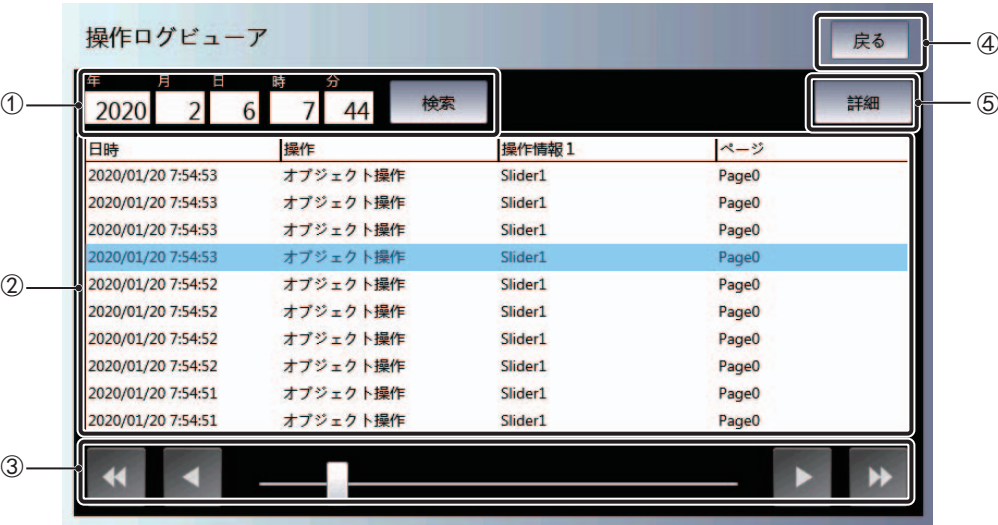 操作ログビューア
戻る
④
年 月 日 時 分
① 2020 2 6 7 44 検索
詳細 ⑤
日時 操作 操作情報1 ページ
2020/01/20 7:54:53 オブジェクト操作 Slider1 Page0
2020/01/20 7:54:53 オブジェクト操作 Slider1 Page0
2020/01/20 7:54:53 オブジェクト操作 Slider1 Page0
2020/01/20 7:54:53 オブジェクト操作 Slider1 Page0
② 2020/01/20 7:54:52 オブジェクト操作 Slider1 Page0
2020/01/20 7:54:52 オブジェクト操作 Slider1 Page0
2020/01/20 7:54:52 オブジェクト操作 Slider1 Page0
2020/01/20 7:54:52 オブジェクト操作 Slider1 Page0
2020/01/20 7:54:51 オブジェクト操作 Slider1 Page0
2020/01/20 7:54:51 オブジェクト操作 Slider1 Page0
③